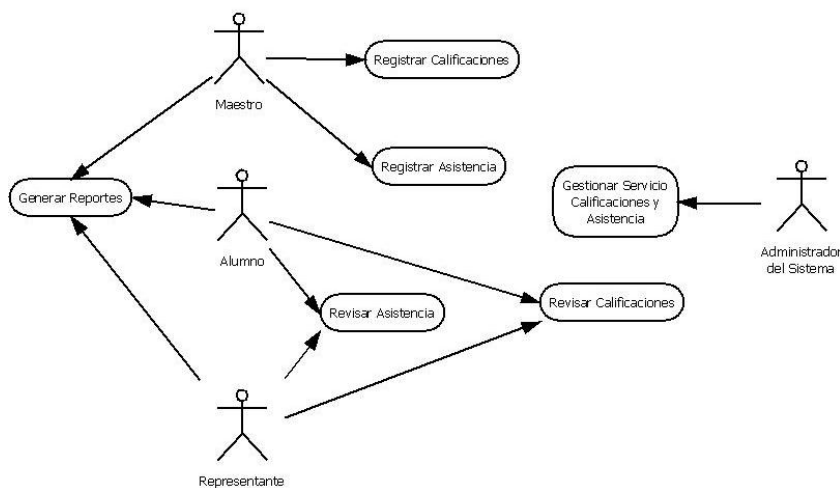 Registrar Calificaciones
Maestro
Registrar Asistencia
Generar Reportes
Gestionar Servicio
Calificaciones y
Asistencia
Alumno
Administrador
del Sistema
Revisar Asistencia
Revisar Calificaciones
Representante